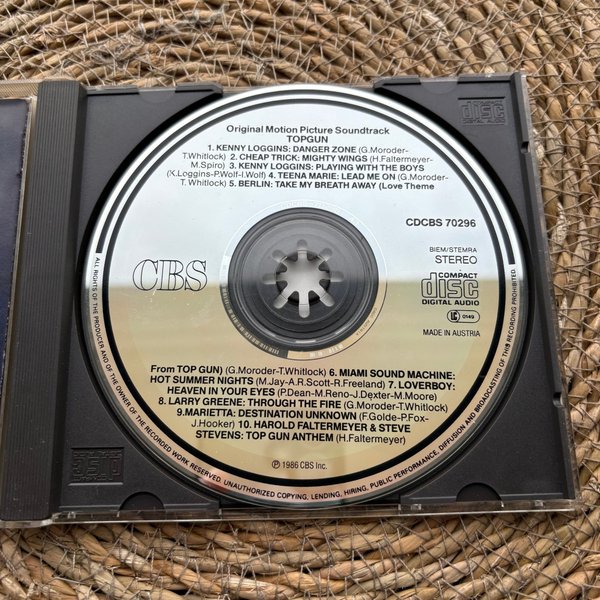 Original Motion Picture Soundtrack
TOPGUN
1. KENNY LOGGINS: DANGER ZONE (G.Moroder-
T.Whitlock) 2. CHEAP TRICK: MIGHTY WINGS (H.Faltermeyer-
M.Spiro) 3. KENNY LOGGINS: PLAYING WITH THE BOYS
(K.Loggins-P.Wolf-I.Wolf) 4. TEENA MARIE: LEAD ME ON (G.Moroder-
T. Whitlock) 5. BERLIN: TAKE MY BREATH AWAY (Love Theme
CDCBS 70296
BIEM/STEMRA
STEREO
CBS
COMPACT
disc
DIGITAL AUDIO
LC 0149
MADE IN AUSTRIA
From TOP GUN) (G.Moroder-T.Whitlock) 6. MIAMI SOUND MACHINE:
HOT SUMMER NIGHTS (M.Jay-A.R.Scott-R.Freeland) 7. LOVERBOY:
HEAVEN IN YOUR EYES (P.Dean-M.Reno-J.Dexter-M.Moore)
8. LARRY GREENE: THROUGH THE FIRE (G.Moroder-T.Whitlock)
9.MARIETTA: DESTINATION UNKNOWN (F.Golde-P.Fox-
J.Hooker) 10. HAROLD FALTERMEYER & STEVE
STEVENS: TOP GUN ANTHEM (H.Faltermeyer)
℗ 1986 CBS Inc.
ALL RIGHTS OF THE PRODUCER AND OF THE OWNER OF THE RECORDED WORK RESERVED. UNAUTHORIZED COPYING, LENDING, HIRING, PUBLIC PERFORMANCE, DIFFUSION AND BROADCASTING OF THIS RECORDING PROHIBITED.
COMPACT
disc
DIGITAL AUDIO
disc